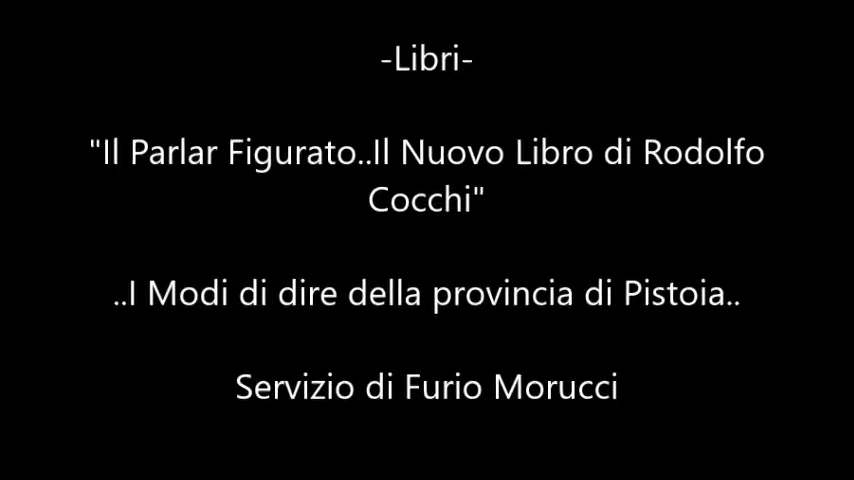 -Libri-
"Il Parlar Figurato..Il Nuovo Libro di Rodolfo
Cocchi"
..I Modi di dire della provincia di Pistoia..
Servizio di Furio Morucci